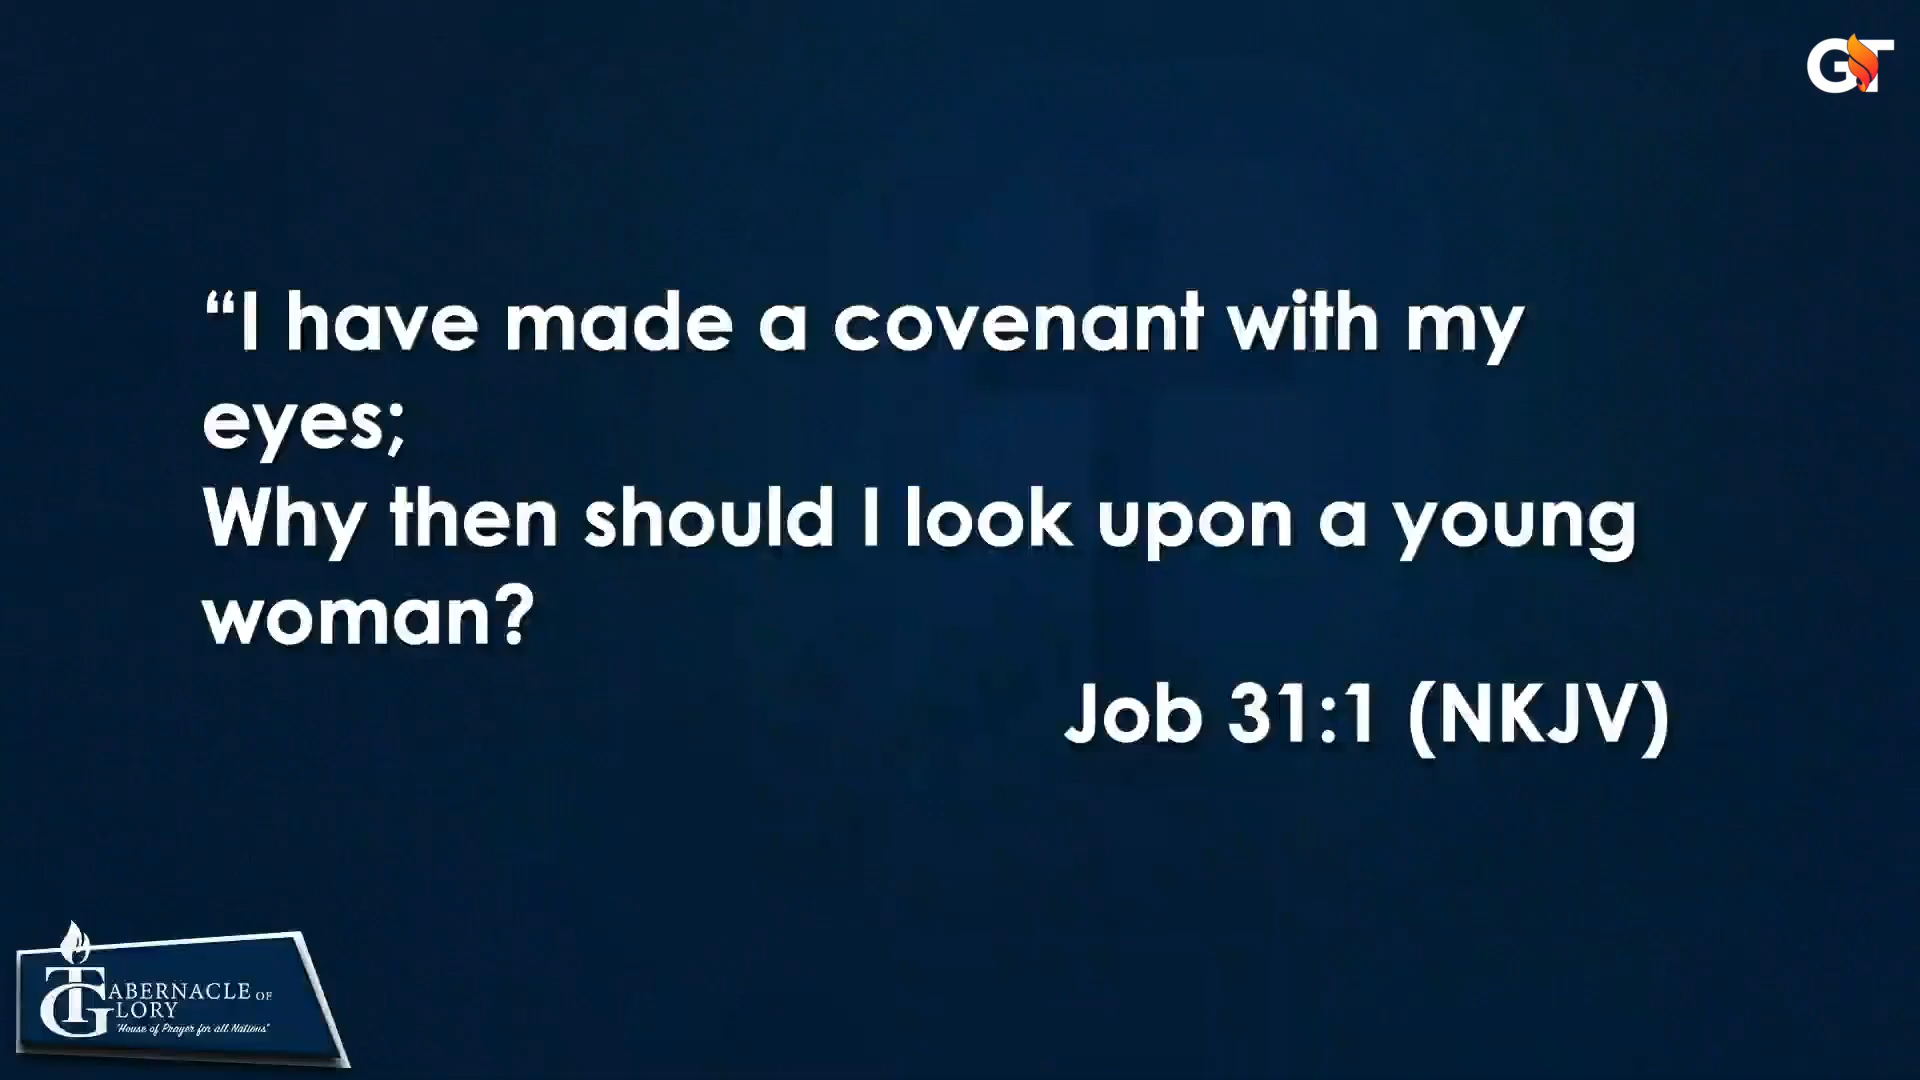 GT
“I have made a covenant with my
eyes;
Why then should I look upon a young
woman?
Job 31:1 (NKJV)
TABERNACLE OF
GLORY
"House of Prayer for all Nations"